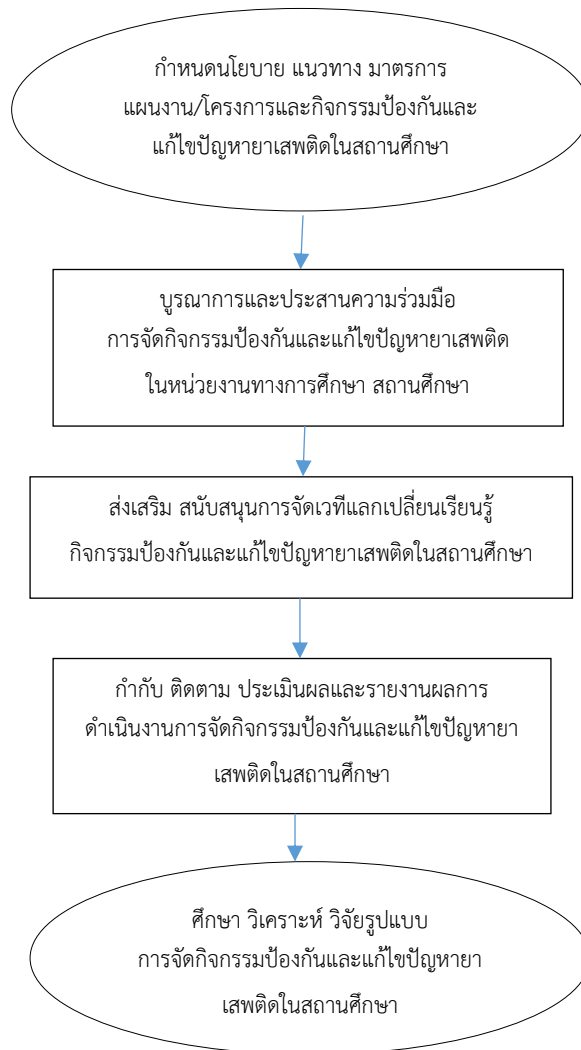 กำหนดนโยบาย แนวทาง มาตรการ
แผนงาน/โครงการและกิจกรรมป้องกันและ
แก้ไขปัญหายาเสพติดในสถานศึกษา
บูรณาการและประสานความร่วมมือ
การจัดกิจกรรมป้องกันและแก้ไขปัญหายาเสพติด
ในหน่วยงานทางการศึกษา สถานศึกษา
ส่งเสริม สนับสนุนการจัดเวทีแลกเปลี่ยนเรียนรู้
กิจกรรมป้องกันและแก้ไขปัญหายาเสพติดในสถานศึกษา
กำกับ ติดตาม ประเมินผลและรายงานผลการ
ดำเนินงานการจัดกิจกรรมป้องกันและแก้ไขปัญหายา
เสพติดในสถานศึกษา
ศึกษา วิเคราะห์ วิจัยรูปแบบ
การจัดกิจกรรมป้องกันและแก้ไขปัญหายา
เสพติดในสถานศึกษา